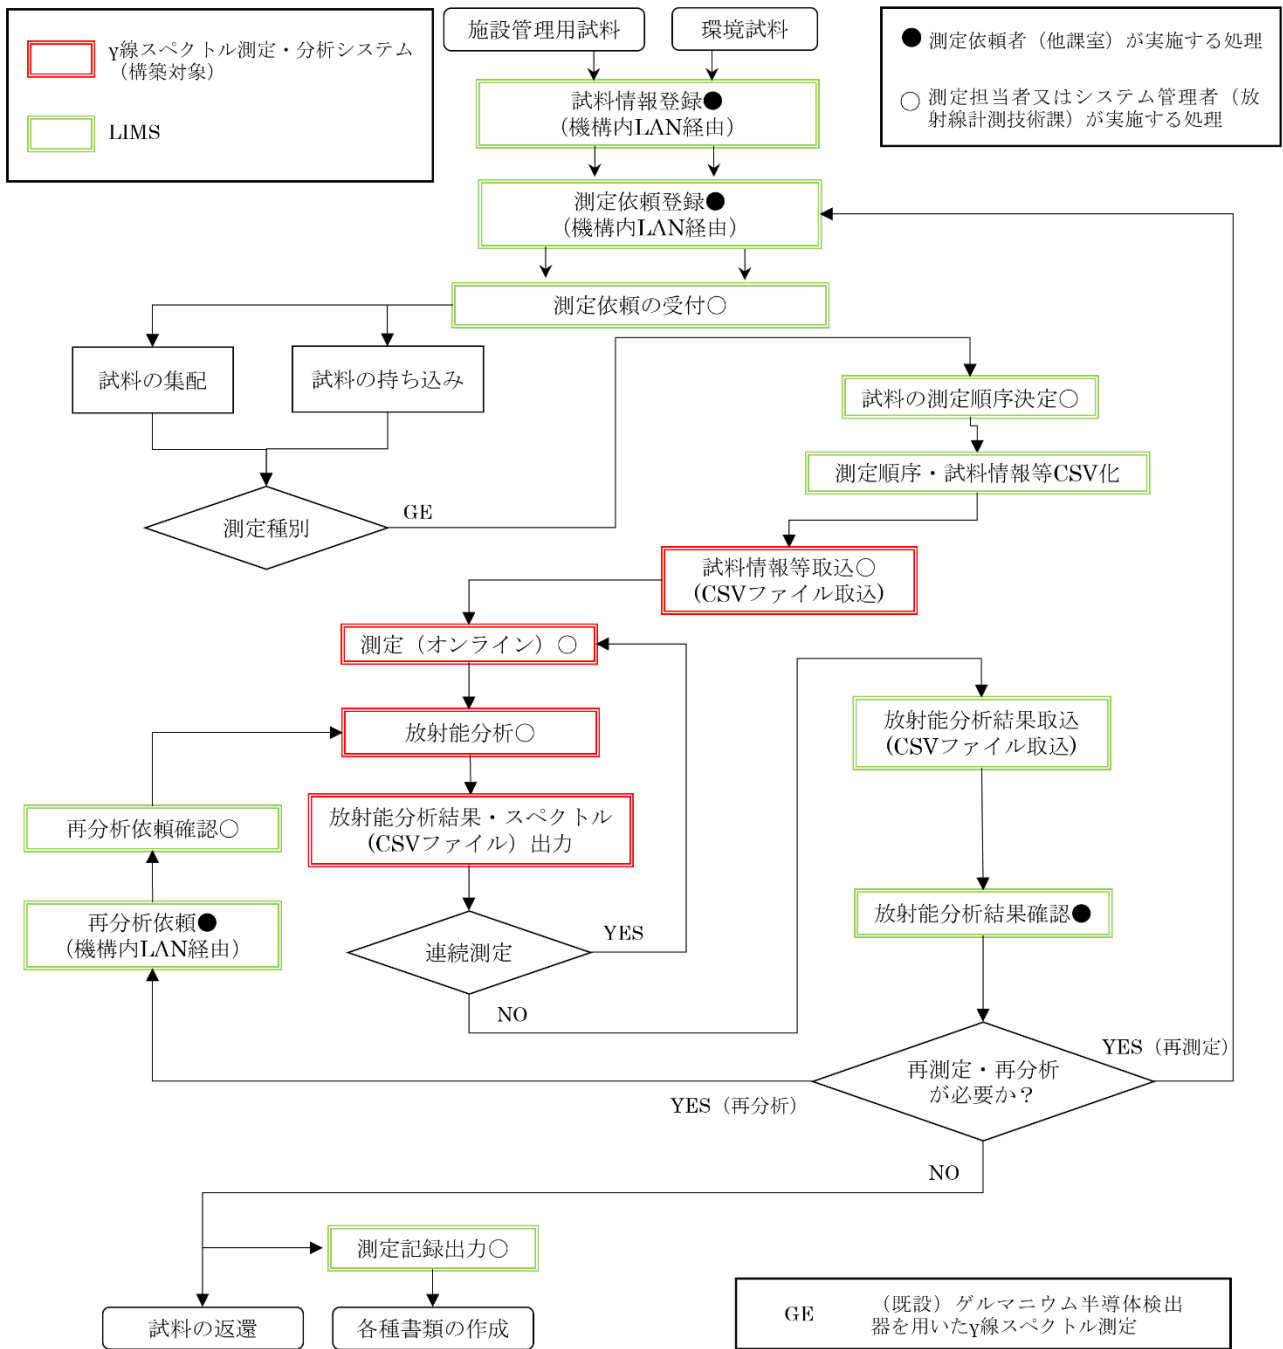 γ線スペクトル測定・分析システム
（構築対象）
LIMS
施設管理用試料
環境試料
●測定依頼者（他課室）が実施する処理
○測定担当者又はシステム管理者（放
射線計測技術課）が実施する処理
試料情報登録●
（機構内LAN経由）
測定依頼登録●
（機構内LAN経由）
測定依頼の受付○
試料の集配
試料の持ち込み
試料の測定順序決定○
測定順序・試料情報等CSV化
測定種別
GE
試料情報等取込○
(CSVファイル取込)
測定（オンライン）○
放射能分析○
放射能分析結果・スペクトル
(CSVファイル）出力
連続測定
YES
NO
放射能分析結果取込
(CSVファイル取込)
放射能分析結果確認●
再分析依頼確認○
再分析依頼●
（機構内LAN経由）
再測定・再分析
が必要か？
YES（再測定）
YES（再分析）
NO
測定記録出力○
試料の返還
各種書類の作成
GE （既設）ゲルマニウム半導体検出
器を用いたγ線スペクトル測定